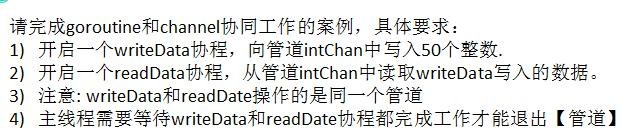 请完成goroutine和channel协同工作的案例，具体要求：
1) 开启一个writeData协程，向管道intChan中写入50个整数.
2) 开启一个readData协程，从管道intChan中读取writeData写入的数据。
3) 注意: writeData和readDate操作的是同一个管道
4) 主线程需要等待writeData和readDate协程都完成工作才能退出【管道】